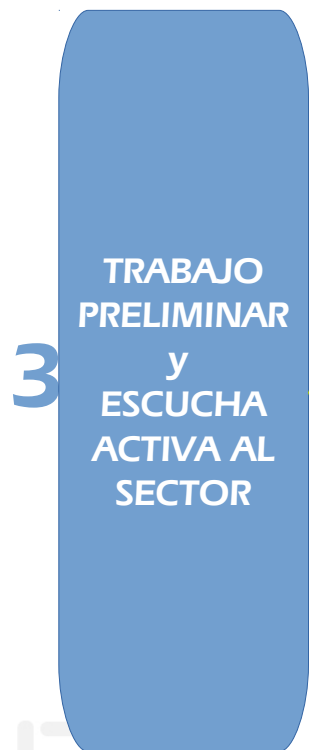 3
TRABAJO
PRELIMINAR
y
ESCUCHA
ACTIVA AL
SECTOR